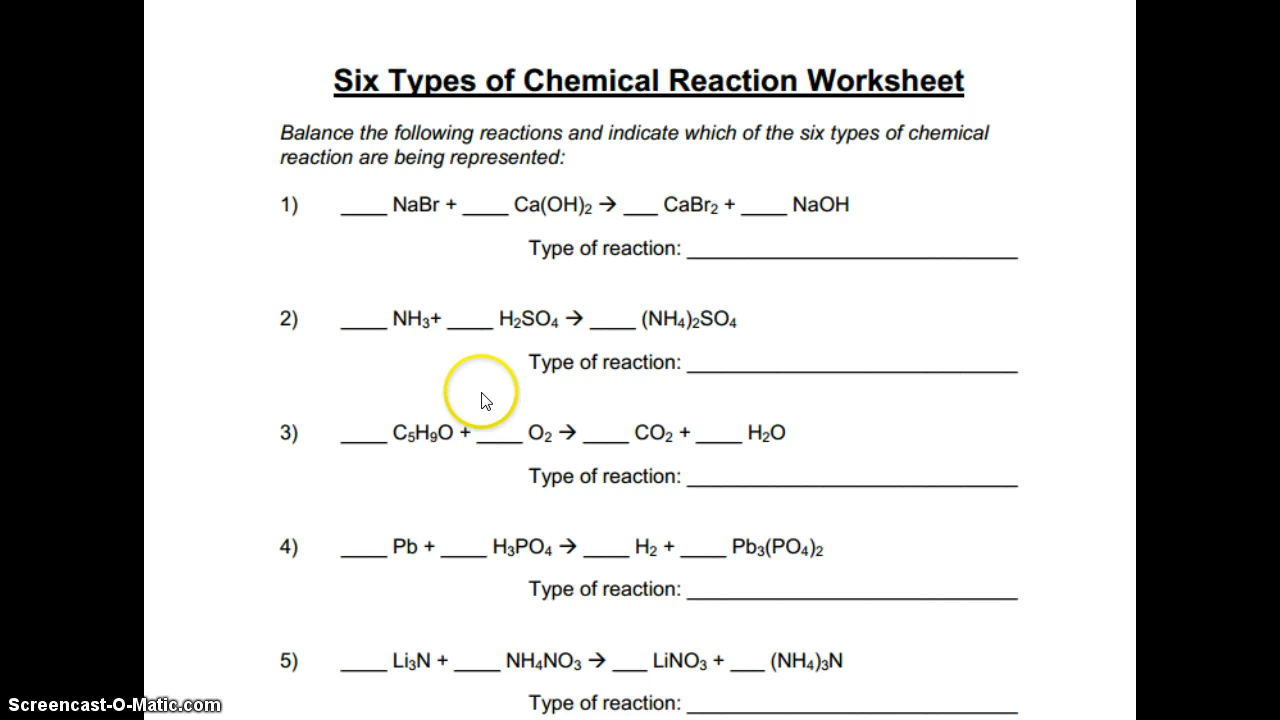 Six Types of Chemical Reaction Worksheet
Balance the following reactions and indicate which of the six types of chemical
reaction are being represented:
1) ____ NaBr + ____ Ca(OH)₂ → ___ CaBr₂ + ____ NaOH
Type of reaction: ______________________________
2) ____ NH₃+ ____ H₂SO₄ → ____ (NH₄)₂SO₄
Type of reaction: ______________________________
3) ____ C₅H₉O + ____ O₂ → ____ CO₂ + ____ H₂O
Type of reaction: ______________________________
4) ____ Pb + ____ H₃PO₄ → ____ H₂ + ____ Pb₃(PO₄)₂
Type of reaction: ______________________________
5) ____ Li₃N + ____ NH₄NO₃ → ___ LiNO₃ + ___ (NH₄)₃N
Type of reaction: ______________________________
Screencast-O-Matic.com